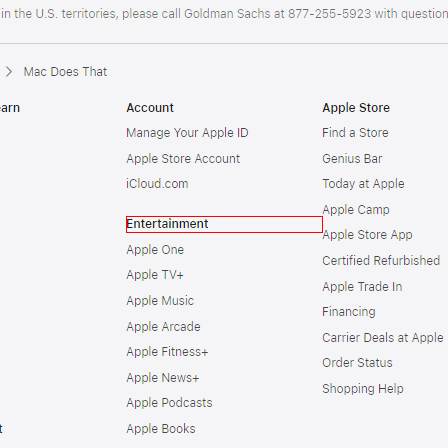 in the U.S. territories, please call Goldman Sachs at 877-255-5923 with question
Mac Does That
earn
Account
Manage Your Apple ID
Apple Store Account
iCloud.com
Entertainment
Apple One
Apple TV+
Apple Music
Apple Arcade
Apple Fitness+
Apple News+
Apple Podcasts
Apple Books
Apple Store
Find a Store
Genius Bar
Today at Apple
Apple Camp
Apple Store App
Certified Refurbished
Apple Trade In
Financing
Carrier Deals at Apple
Order Status
Shopping Help